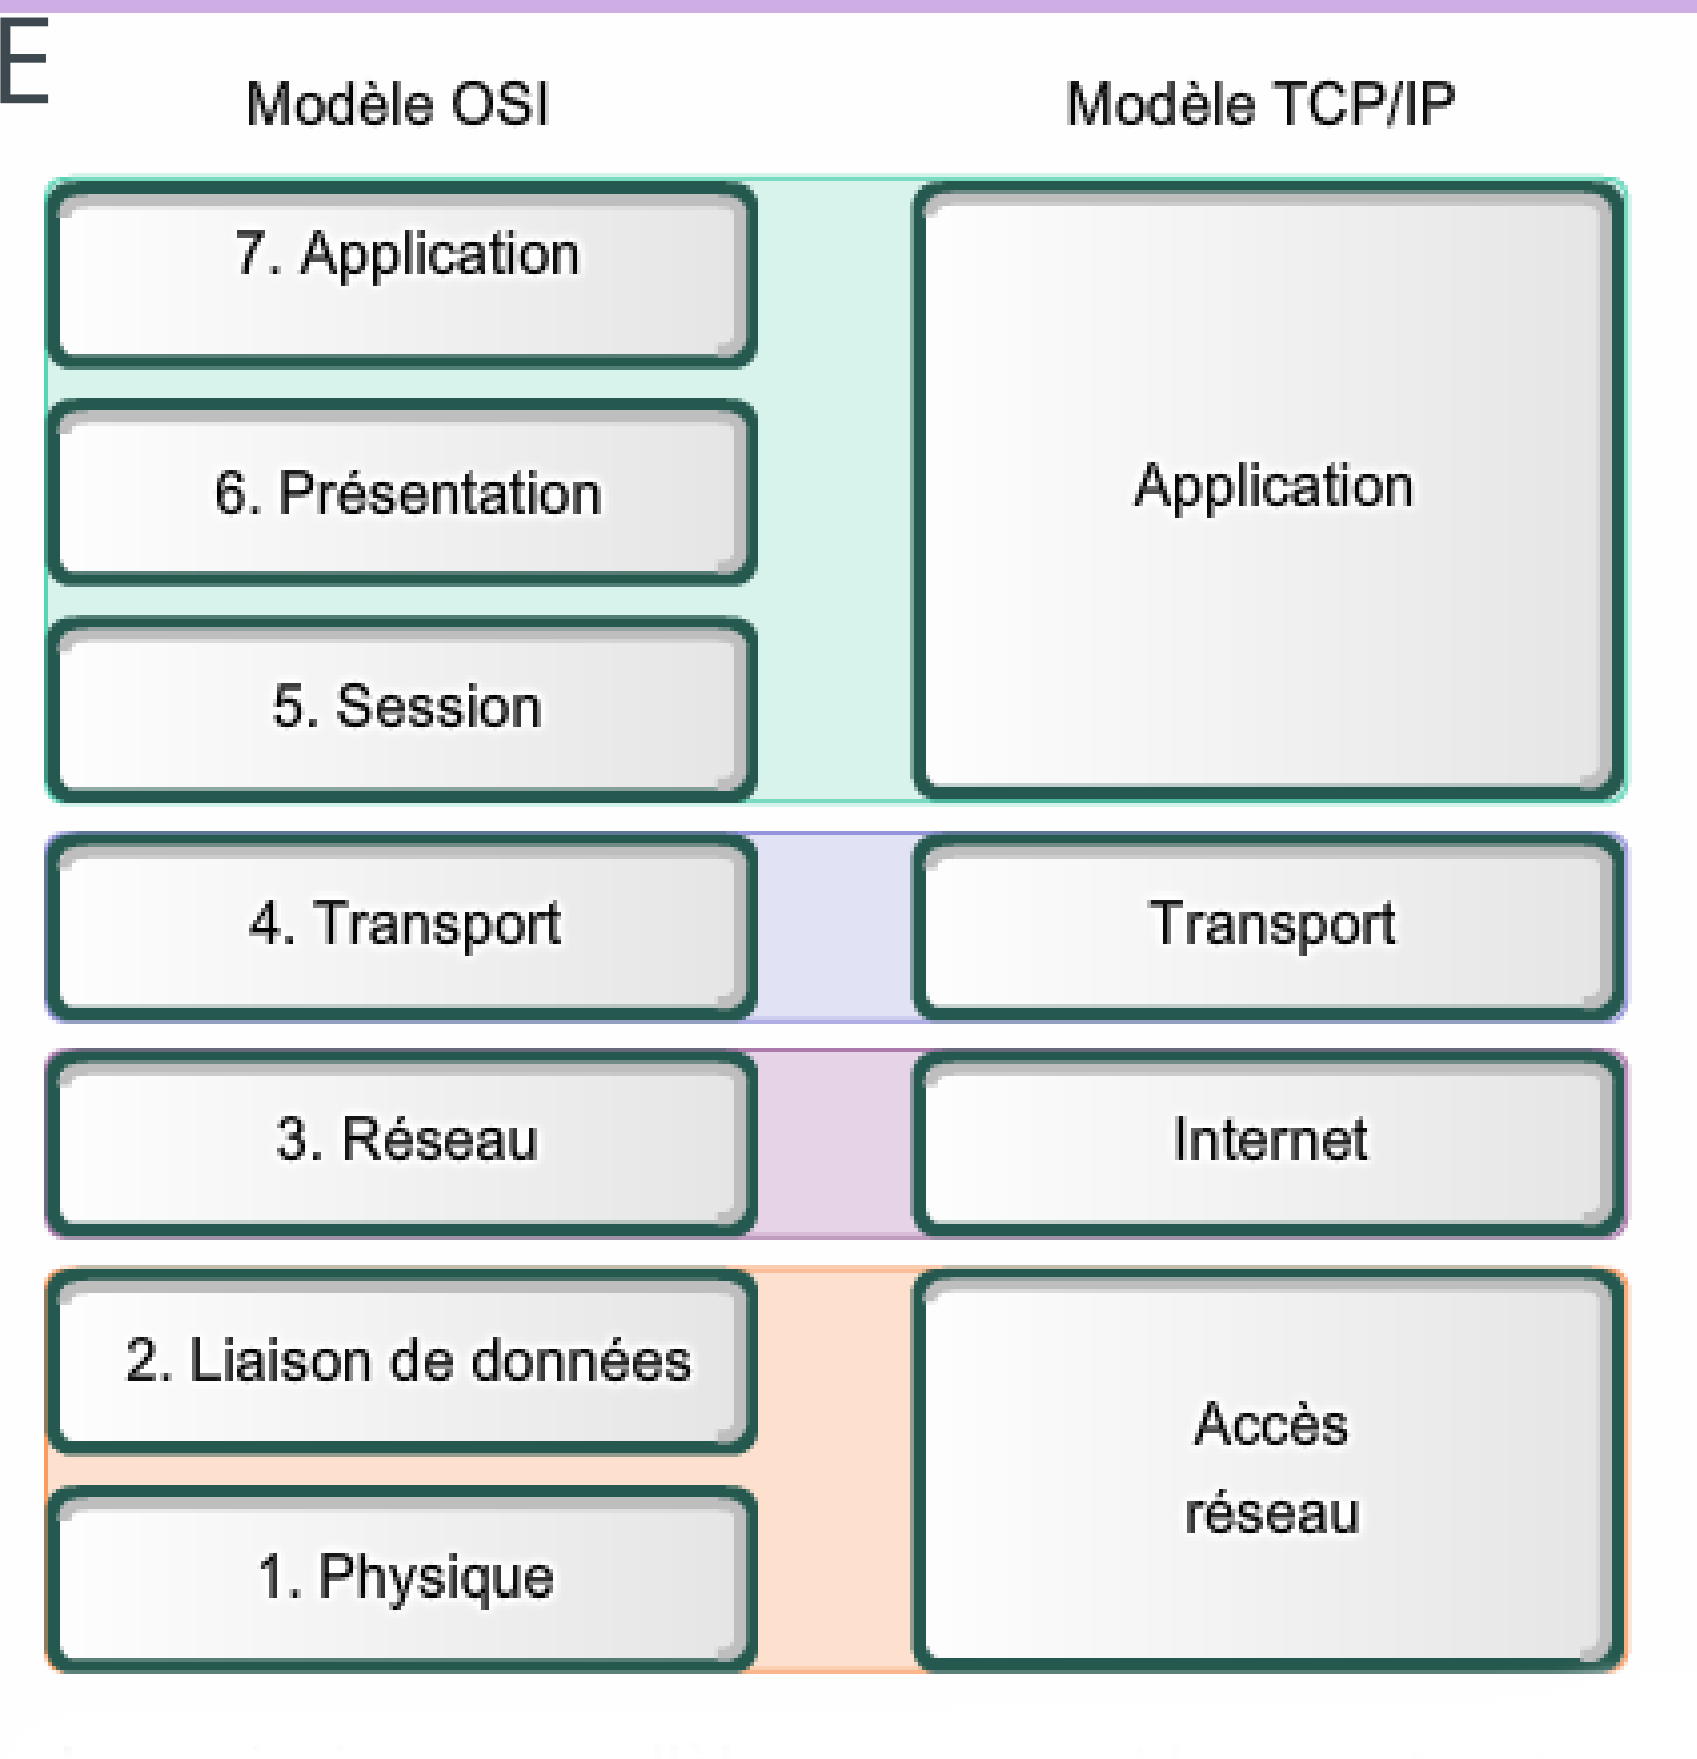 E
Modèle OSI
Modèle TCP/IP
7. Application
6. Présentation
5. Session
Application
4. Transport
Transport
3. Réseau
Internet
2. Liaison de données
1. Physique
Accès
réseau